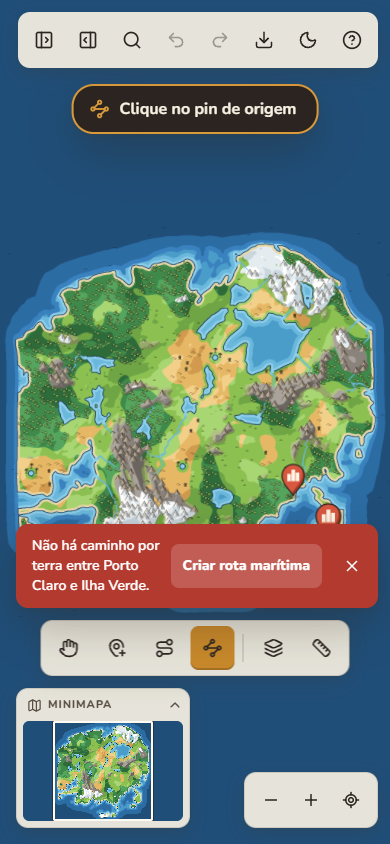 Clique no pin de origem
Não há caminho por
terra entre Porto
Claro e Ilha Verde.
Criar rota marítima
MINIMAPA